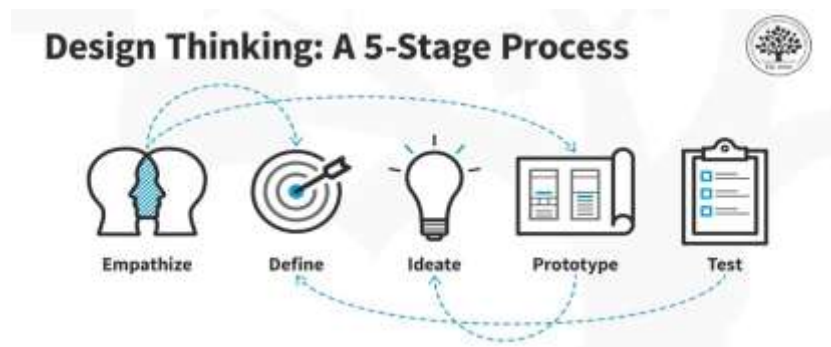 Design Thinking: A 5-Stage Process
Empathize
Define
Ideate
Prototype
Test